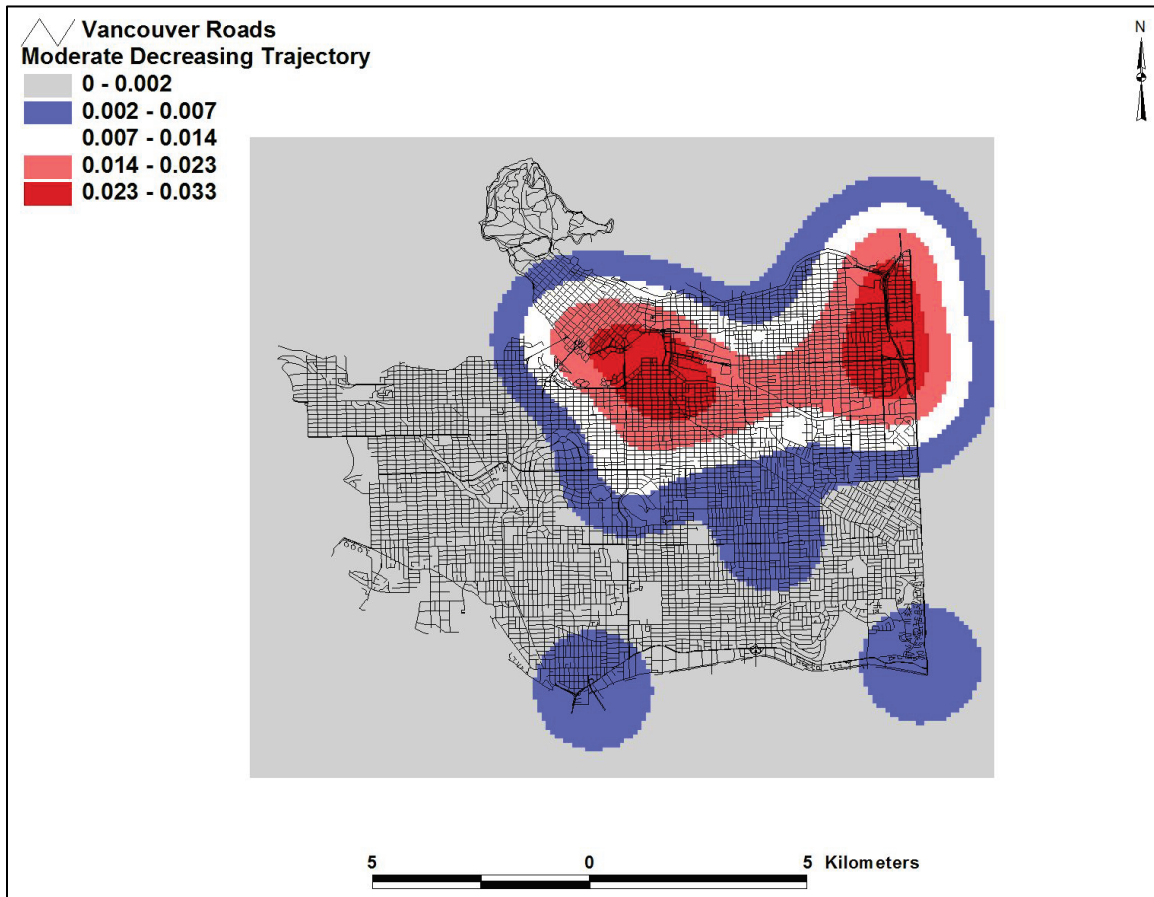 Vancouver Roads
Moderate Decreasing Trajectory
0 - 0.002
0.002 - 0.007
0.007 - 0.014
0.014 - 0.023
0.023 - 0.033
N
5 0 5 Kilometers